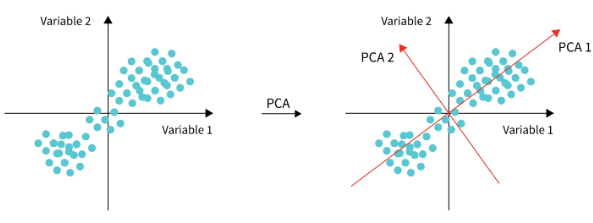 Variable 2
Variable 1
PCA
Variable 2
PCA 1
PCA 2
Variable 1